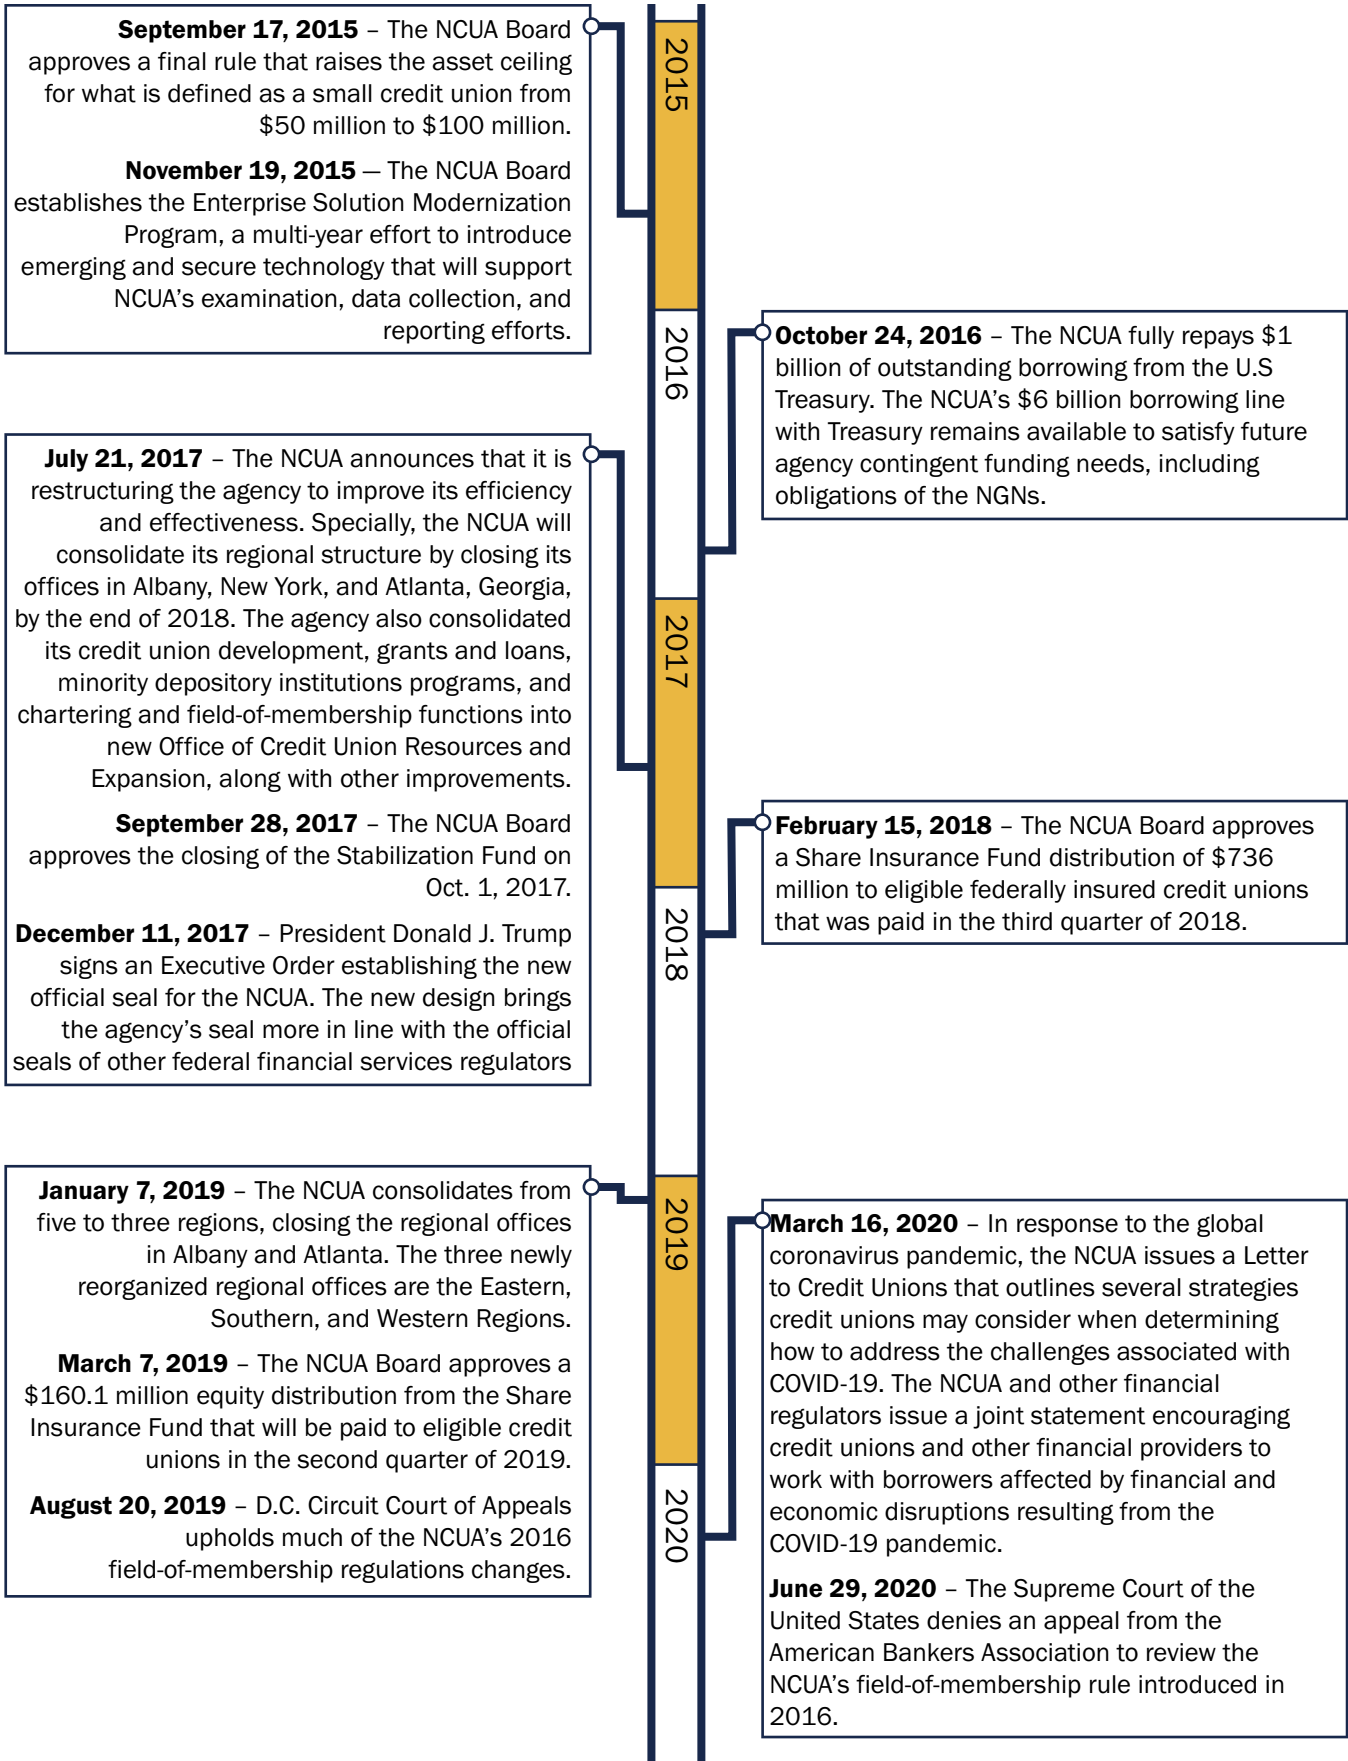 2015
September 17, 2015 – The NCUA Board
approves a final rule that raises the asset ceiling
for what is defined as a small credit union from
$50 million to $100 million.
November 19, 2015 — The NCUA Board
establishes the Enterprise Solution Modernization
Program, a multi-year effort to introduce
emerging and secure technology that will support
NCUA’s examination, data collection, and
reporting efforts.
2016
October 24, 2016 – The NCUA fully repays $1
billion of outstanding borrowing from the U.S
Treasury. The NCUA’s $6 billion borrowing line
with Treasury remains available to satisfy future
agency contingent funding needs, including
obligations of the NGNs.
2017
July 21, 2017 – The NCUA announces that it is
restructuring the agency to improve its efficiency
and effectiveness. Specially, the NCUA will
consolidate its regional structure by closing its
offices in Albany, New York, and Atlanta, Georgia,
by the end of 2018. The agency also consolidated
its credit union development, grants and loans,
minority depository institutions programs, and
chartering and field-of-membership functions into
new Office of Credit Union Resources and
Expansion, along with other improvements.
September 28, 2017 – The NCUA Board
approves the closing of the Stabilization Fund on
Oct. 1, 2017.
December 11, 2017 – President Donald J. Trump
signs an Executive Order establishing the new
official seal for the NCUA. The new design brings
the agency’s seal more in line with the official
seals of other federal financial services regulators
2018
February 15, 2018 – The NCUA Board approves
a Share Insurance Fund distribution of $736
million to eligible federally insured credit unions
that was paid in the third quarter of 2018.
2019
January 7, 2019 – The NCUA consolidates from
five to three regions, closing the regional offices
in Albany and Atlanta. The three newly
reorganized regional offices are the Eastern,
Southern, and Western Regions.
March 7, 2019 – The NCUA Board approves a
$160.1 million equity distribution from the Share
Insurance Fund that will be paid to eligible credit
unions in the second quarter of 2019.
August 20, 2019 – D.C. Circuit Court of Appeals
upholds much of the NCUA’s 2016
field-of-membership regulations changes.
2020
March 16, 2020 – In response to the global
coronavirus pandemic, the NCUA issues a Letter
to Credit Unions that outlines several strategies
credit unions may consider when determining
how to address the challenges associated with
COVID-19. The NCUA and other financial
regulators issue a joint statement encouraging
credit unions and other financial providers to
work with borrowers affected by financial and
economic disruptions resulting from the
COVID-19 pandemic.
June 29, 2020 – The Supreme Court of the
United States denies an appeal from the
American Bankers Association to review the
NCUA’s field-of-membership rule introduced in
2016.